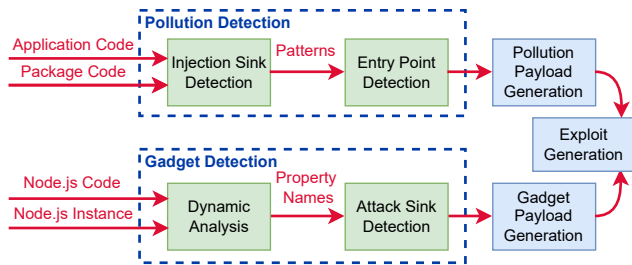 Pollution Detection
Application Code
Package Code
Injection Sink
Detection
Patterns
Entry Point
Detection
Pollution
Payload
Generation
Exploit
Generation
Gadget Detection
Node.js Code
Node.js Instance
Dynamic
Analysis
Property
Names
Attack Sink
Detection
Gadget
Payload
Generation